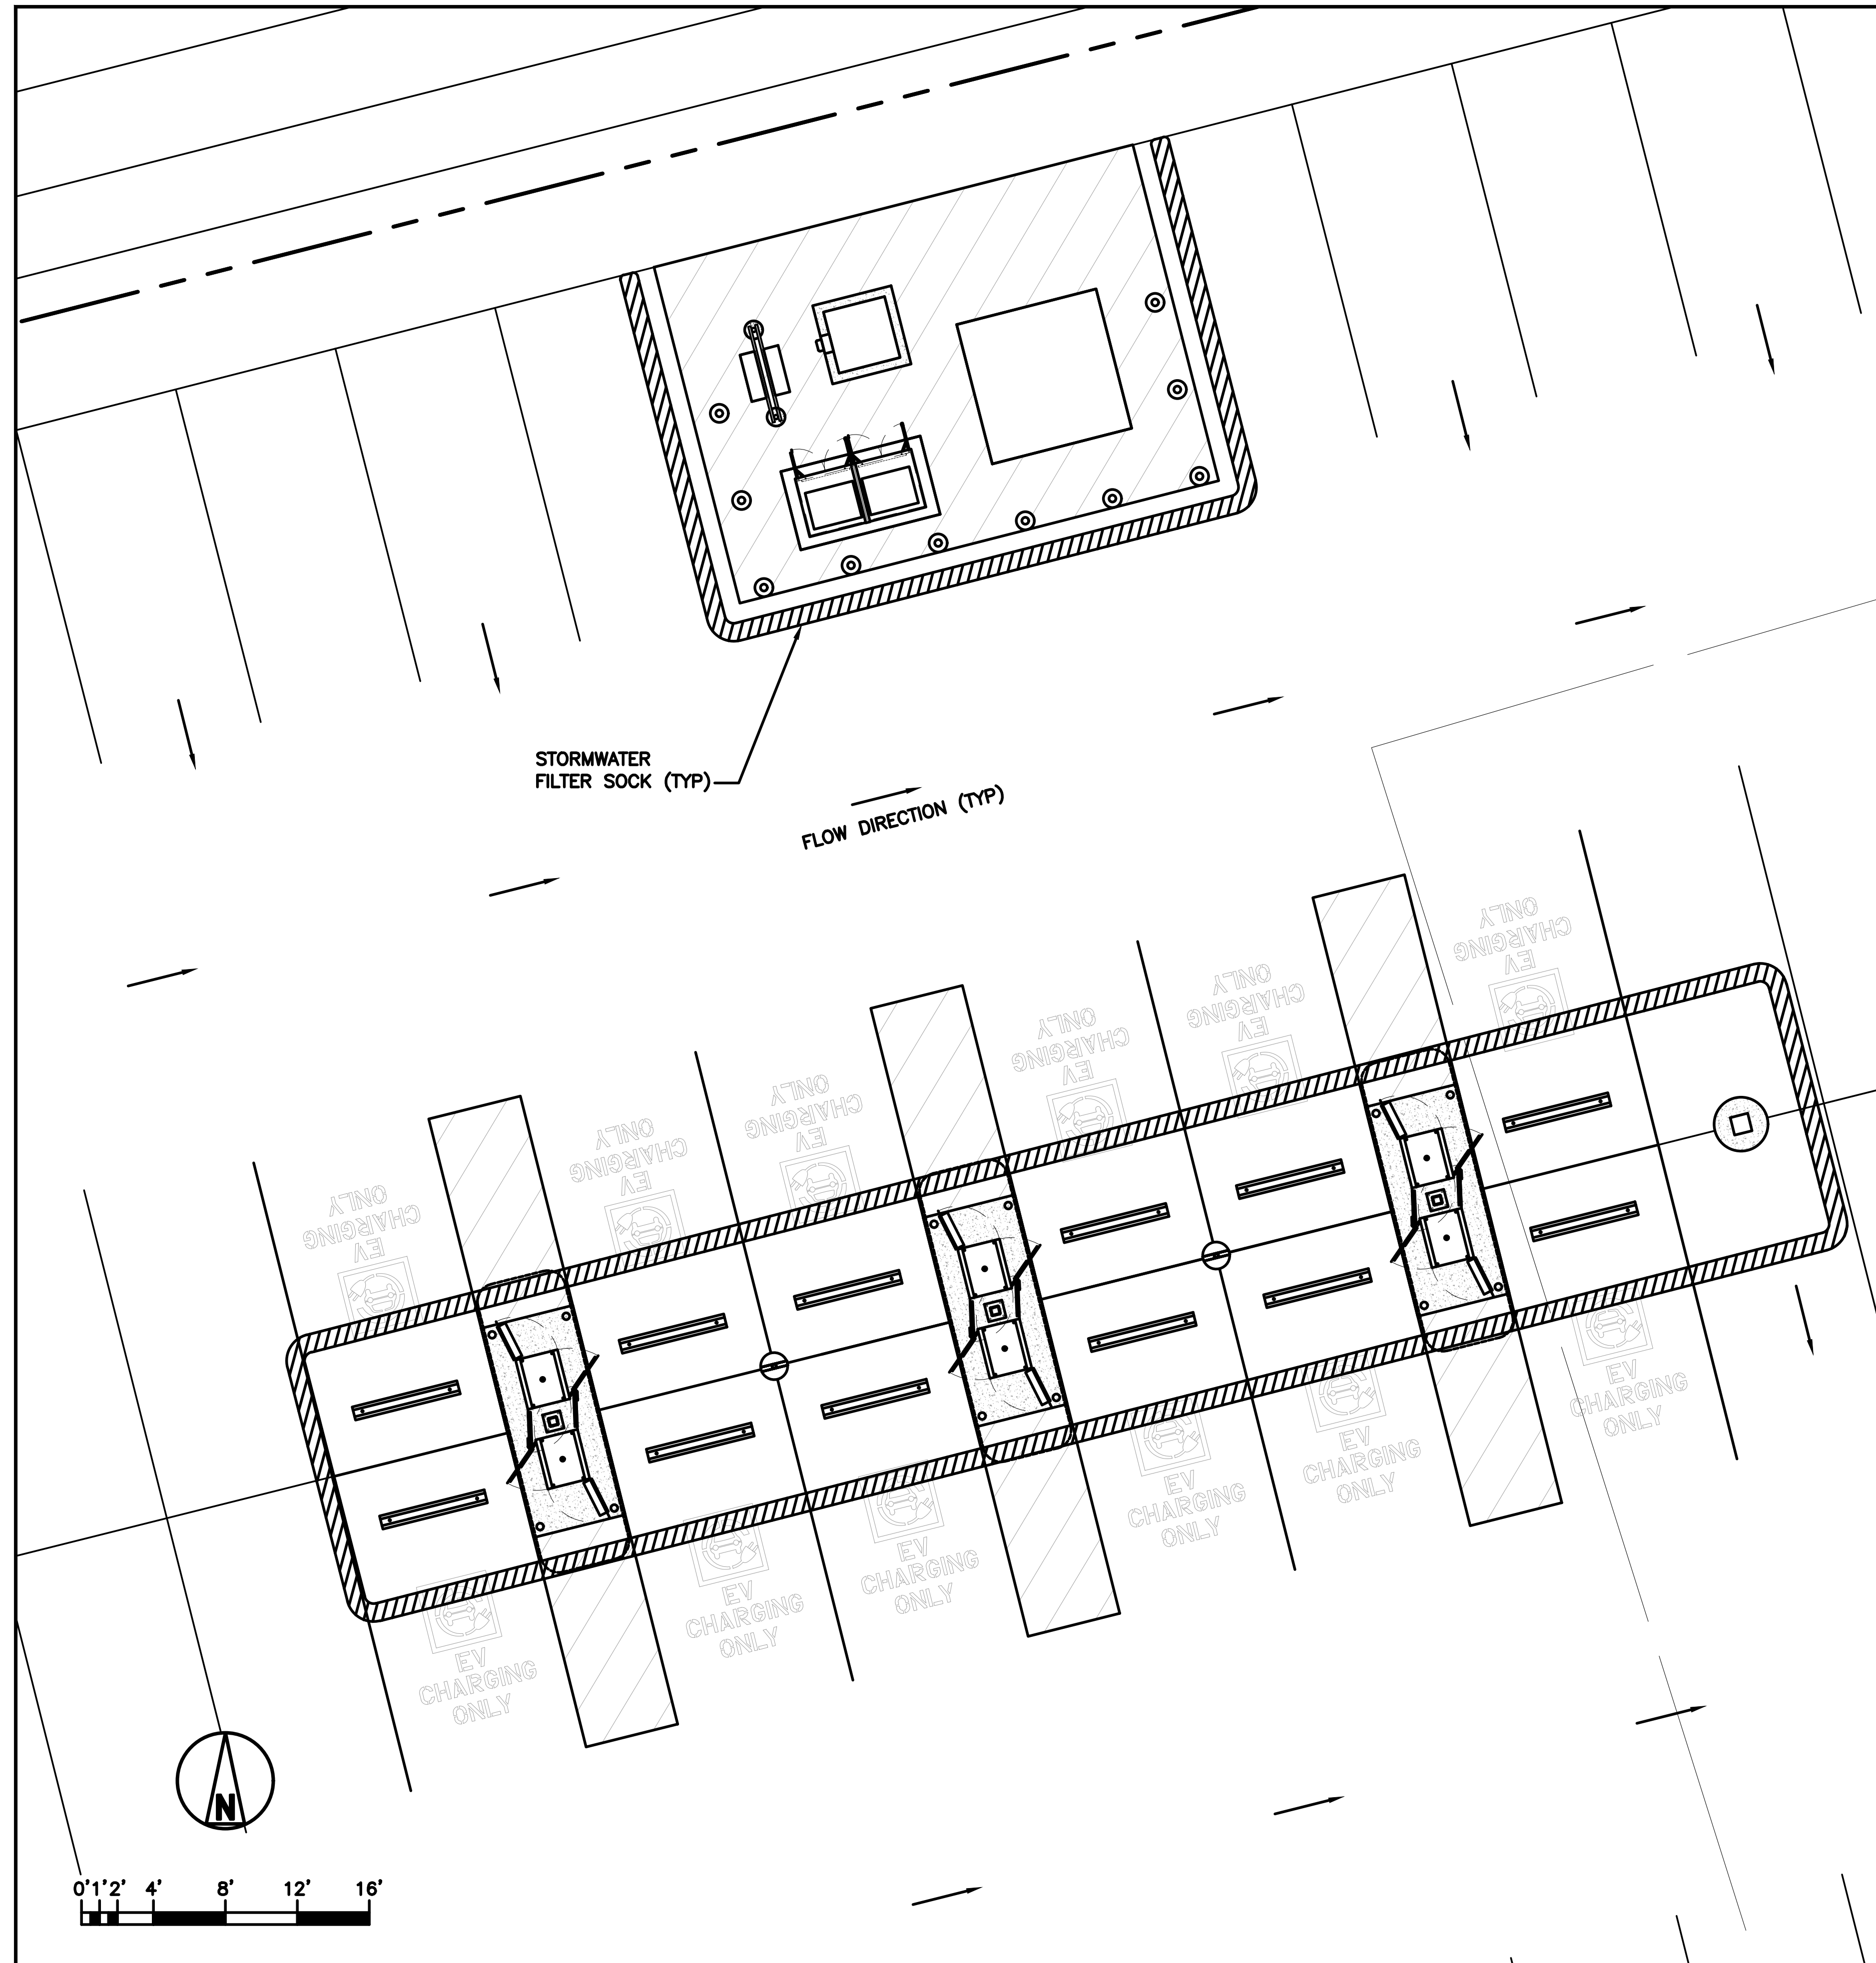 STORMWATER
FILTER SOCK (TYP)
FLOW DIRECTION (TYP)
EV
CHARGING
ONLY
EV
CHARGING
ONLY
EV
CHARGING
ONLY
EV
CHARGING
ONLY
EV
CHARGING
ONLY
EV
CHARGING
ONLY
EV
CHARGING
ONLY
EV
CHARGING
ONLY
EV
CHARGING
ONLY
EV
CHARGING
ONLY
EV
CHARGING
ONLY
EV
CHARGING
ONLY
N
0' 1' 2' 4' 8' 12' 16'